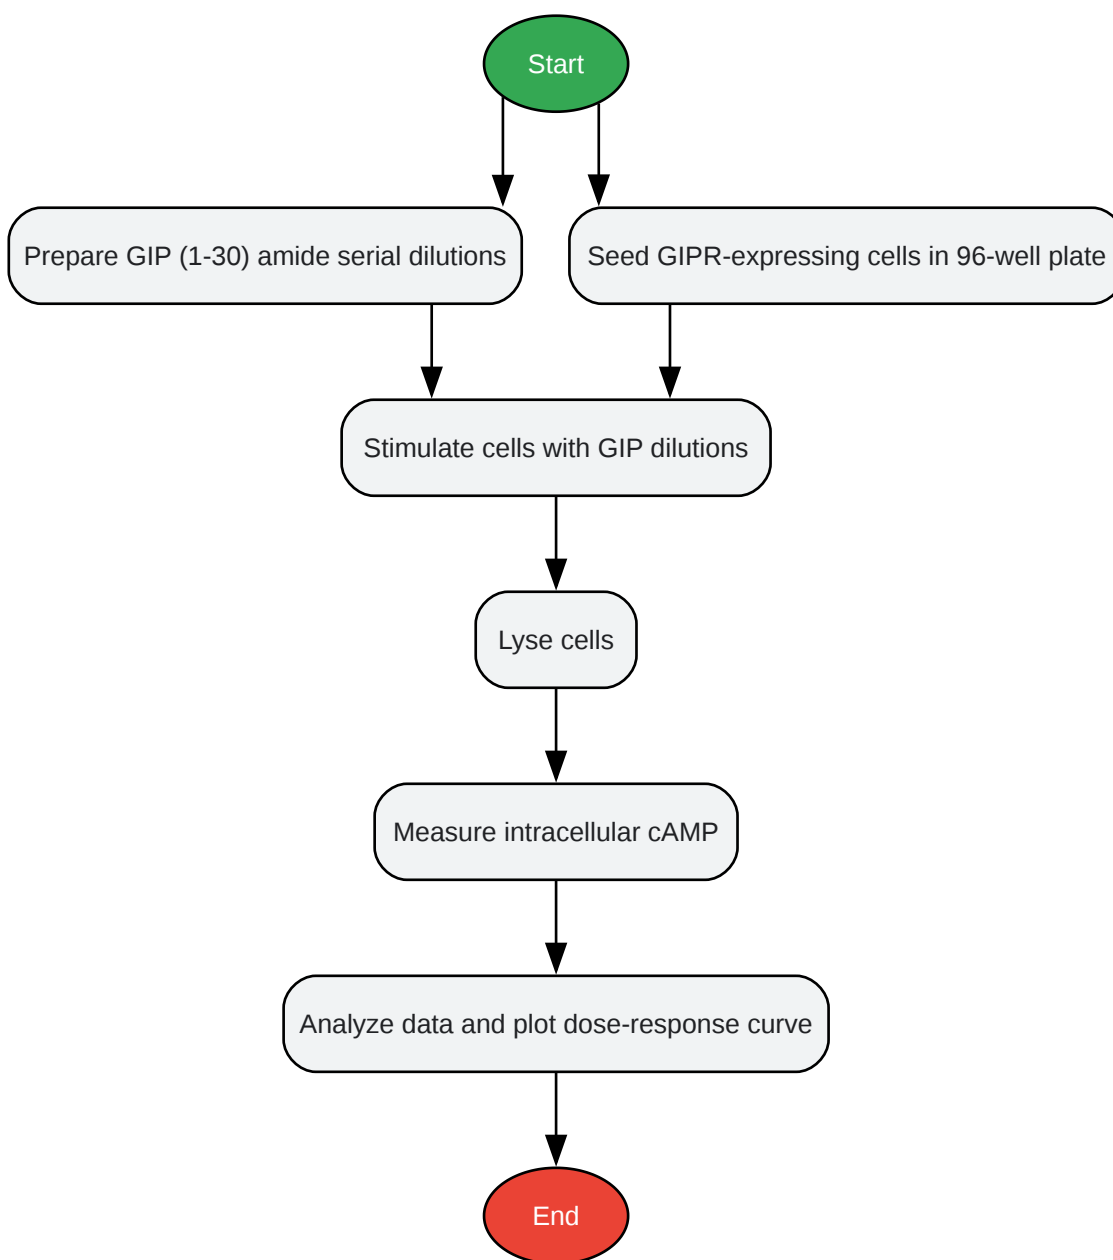 Start
Prepare GIP (1-30) amide serial dilutions
Seed GIPR-expressing cells in 96-well plate
Stimulate cells with GIP dilutions
Lyse cells
Measure intracellular cAMP
Analyze data and plot dose-response curve
End